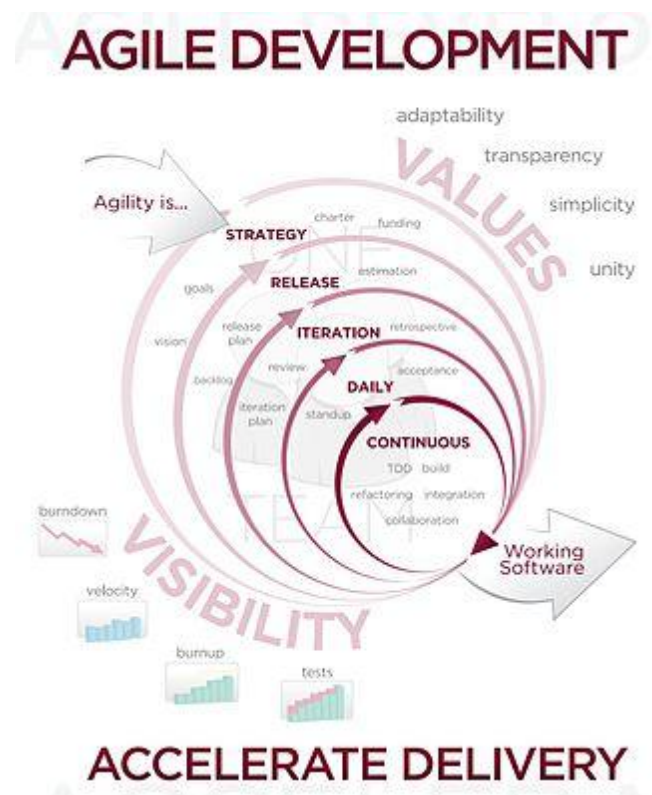 AGILE DEVELOPMENT
adaptability
VALUES
transparency
Agility is...
simplicity
charter
funding
STRATEGY
ONE
unity
estimation
goals
RELEASE
release
plan
retrospective
ITERATION
vision
review
acceptance
backlog
DAILY
iteration
plan
standup
CONTINUOUS
TDD build
refactoring integration
collaboration
TEAM
burndown
Working
Software
VISIBILITY
velocity
burnup
tests
ACCELERATE DELIVERY